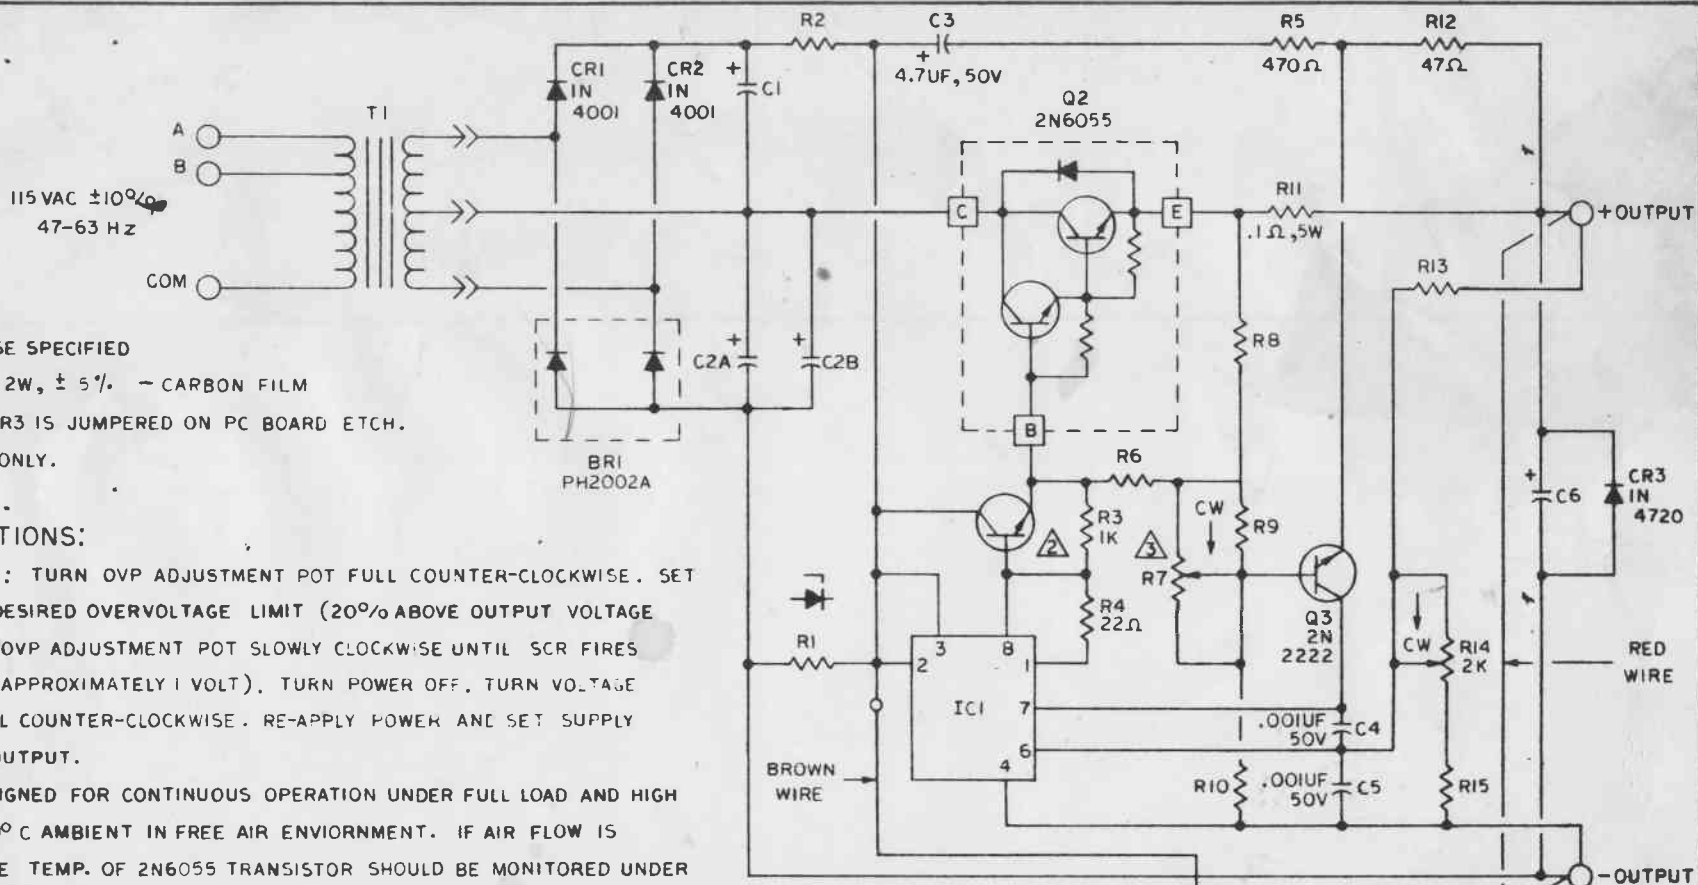 R2
C3
R5
R12
+
4.7UF, 50V
470Ω
47Ω
CR1
IN
4001
CR2
IN
4001
+
C1
T1
A
B
115 VAC ±10%
47-63 Hz
COM
Q2
2N6055
C
E
R11
.1Ω,5W
+OUTPUT
R13
R8
SE SPECIFIED
2W, ± 5% - CARBON FILM
R3 IS JUMPERED ON PC BOARD ETCH.
ONLY.
+
C2A
+
C2B
B
BR1
PH2002A
R6
+
C6
CR3
IN
4720
CW
R3
1K
2
3
R7
R9
TIONS:
: TURN OVP ADJUSTMENT POT FULL COUNTER-CLOCKWISE. SET
DESIRED OVERVOLTAGE LIMIT (20% ABOVE OUTPUT VOLTAGE
OVP ADJUSTMENT POT SLOWLY CLOCKWISE UNTIL SCR FIRES
APPROXIMATELY 1 VOLT). TURN POWER OFF. TURN VOLTAGE
L COUNTER-CLOCKWISE. RE-APPLY POWER AND SET SUPPLY
OUTPUT.
IGNED FOR CONTINUOUS OPERATION UNDER FULL LOAD AND HIGH
° C AMBIENT IN FREE AIR ENVIORNMENT. IF AIR FLOW IS
E TEMP. OF 2N6055 TRANSISTOR SHOULD BE MONITORED UNDER
R4
22Ω
Q3
2N
2222
CW
R14
2K
RED
WIRE
R1
3
8
2
1
IC1
7
6
4
.001UF
50V
C4
BROWN
WIRE
R10
.001UF
50V
C5
R15
-OUTPUT